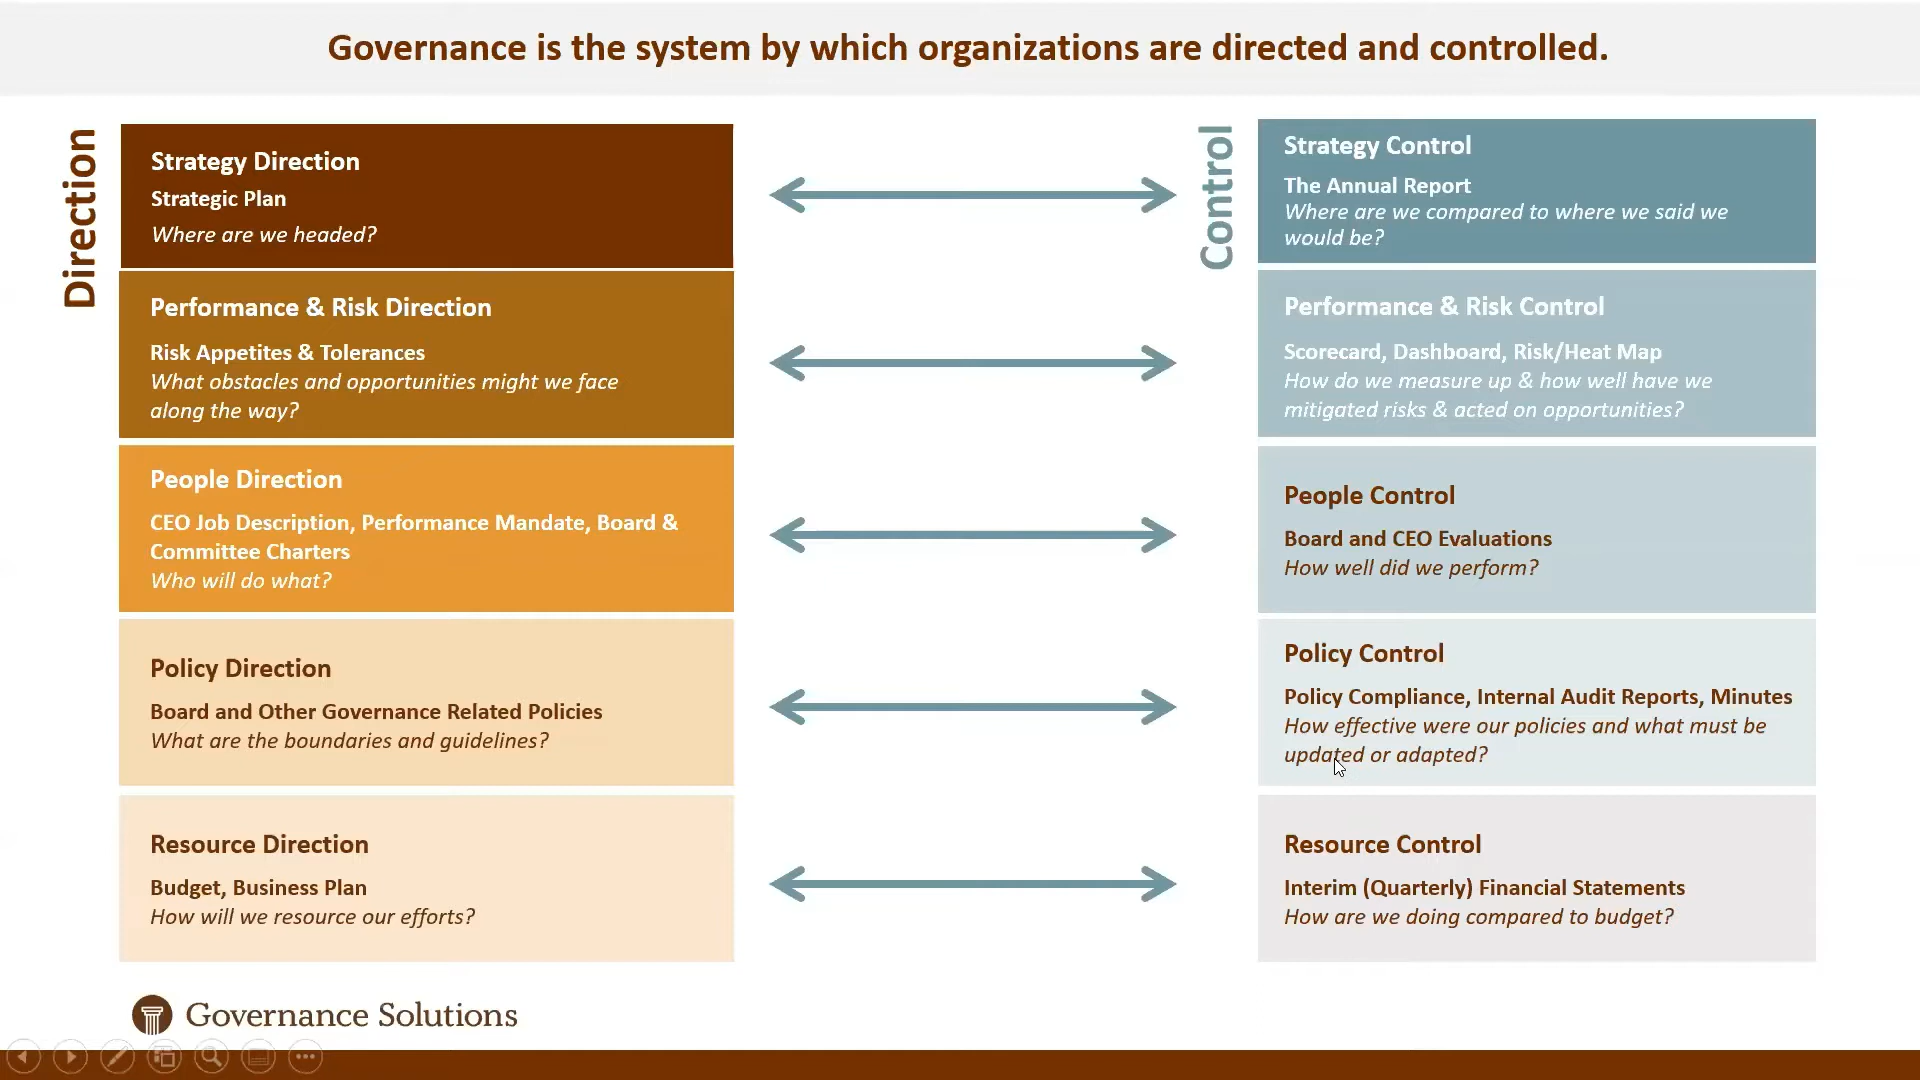 Governance is the system by which organizations are directed and controlled.
Direction
Strategy Direction
Strategic Plan
Where are we headed?
Performance & Risk Direction
Risk Appetites & Tolerances
What obstacles and opportunities might we face
along the way?
People Direction
CEO Job Description, Performance Mandate, Board &
Committee Charters
Who will do what?
Policy Direction
Board and Other Governance Related Policies
What are the boundaries and guidelines?
Resource Direction
Budget, Business Plan
How will we resource our efforts?
Control
Strategy Control
The Annual Report
Where are we compared to where we said we
would be?
Performance & Risk Control
Scorecard, Dashboard, Risk/Heat Map
How do we measure up & how well have we
mitigated risks & acted on opportunities?
People Control
Board and CEO Evaluations
How well did we perform?
Policy Control
Policy Compliance, Internal Audit Reports, Minutes
How effective were our policies and what must be
updated or adapted?
Resource Control
Interim (Quarterly) Financial Statements
How are we doing compared to budget?
Governance Solutions